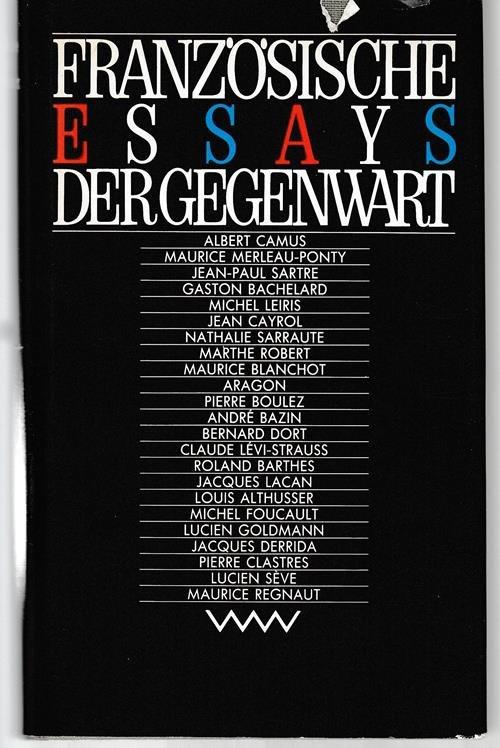 FRANZÖSISCHE
ESSAYS
DER GEGENWART
ALBERT CAMUS
MAURICE MERLEAU-PONTY
JEAN-PAUL SARTRE
GASTON BACHELARD
MICHEL LEIRIS
JEAN CAYROL
NATHALIE SARRAUTE
MARTHE ROBERT
MAURICE BLANCHOT
ARAGON
PIERRE BOULEZ
ANDRÉ BAZIN
BERNARD DORT
CLAUDE LÉVI-STRAUSS
ROLAND BARTHES
JACQUES LACAN
LOUIS ALTHUSSER
MICHEL FOUCAULT
LUCIEN GOLDMANN
JACQUES DERRIDA
PIERRE CLASTRES
LUCIEN SÈVE
MAURICE REGNAUT